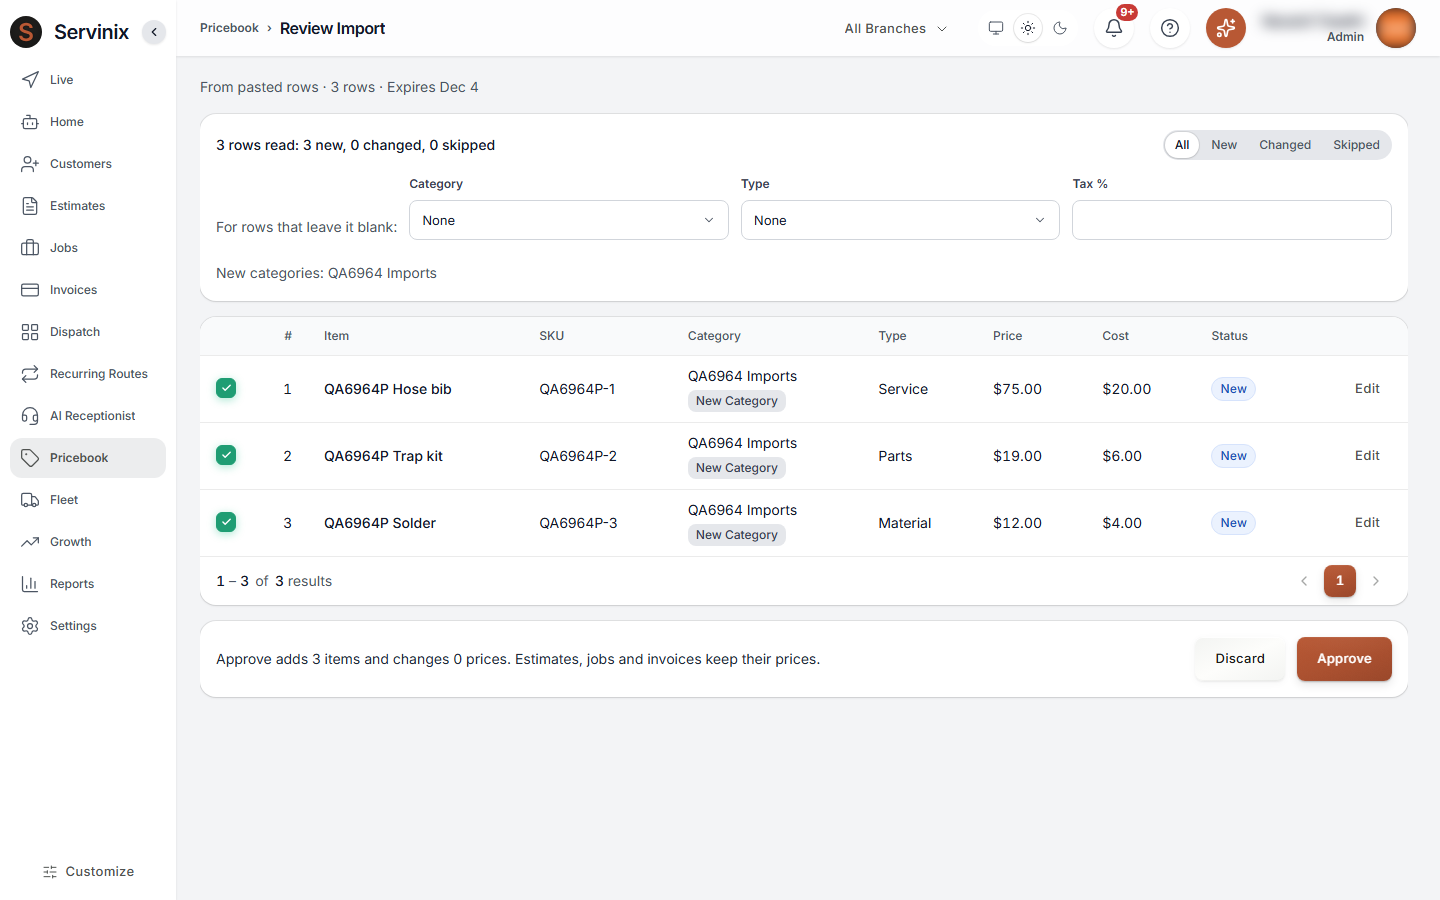 Servinix
Pricebook › Review Import
All Branches
9+
Admin
Live
Home
Customers
Estimates
Jobs
Invoices
Dispatch
Recurring Routes
AI Receptionist
Pricebook
Fleet
Growth
Reports
Settings
Customize
From pasted rows · 3 rows · Expires Dec 4
3 rows read: 3 new, 0 changed, 0 skipped
All New Changed Skipped
Category Type Tax %
For rows that leave it blank: None None
New categories: QA6964 Imports
# Item SKU Category Type Price Cost Status
1 QA6964P Hose bib QA6964P-1 QA6964 Imports Service $75.00 $20.00 New Edit
New Category
2 QA6964P Trap kit QA6964P-2 QA6964 Imports Parts $19.00 $6.00 New Edit
New Category
3 QA6964P Solder QA6964P-3 QA6964 Imports Material $12.00 $4.00 New Edit
New Category
1 – 3 of 3 results
1
Approve adds 3 items and changes 0 prices. Estimates, jobs and invoices keep their prices.
Discard Approve